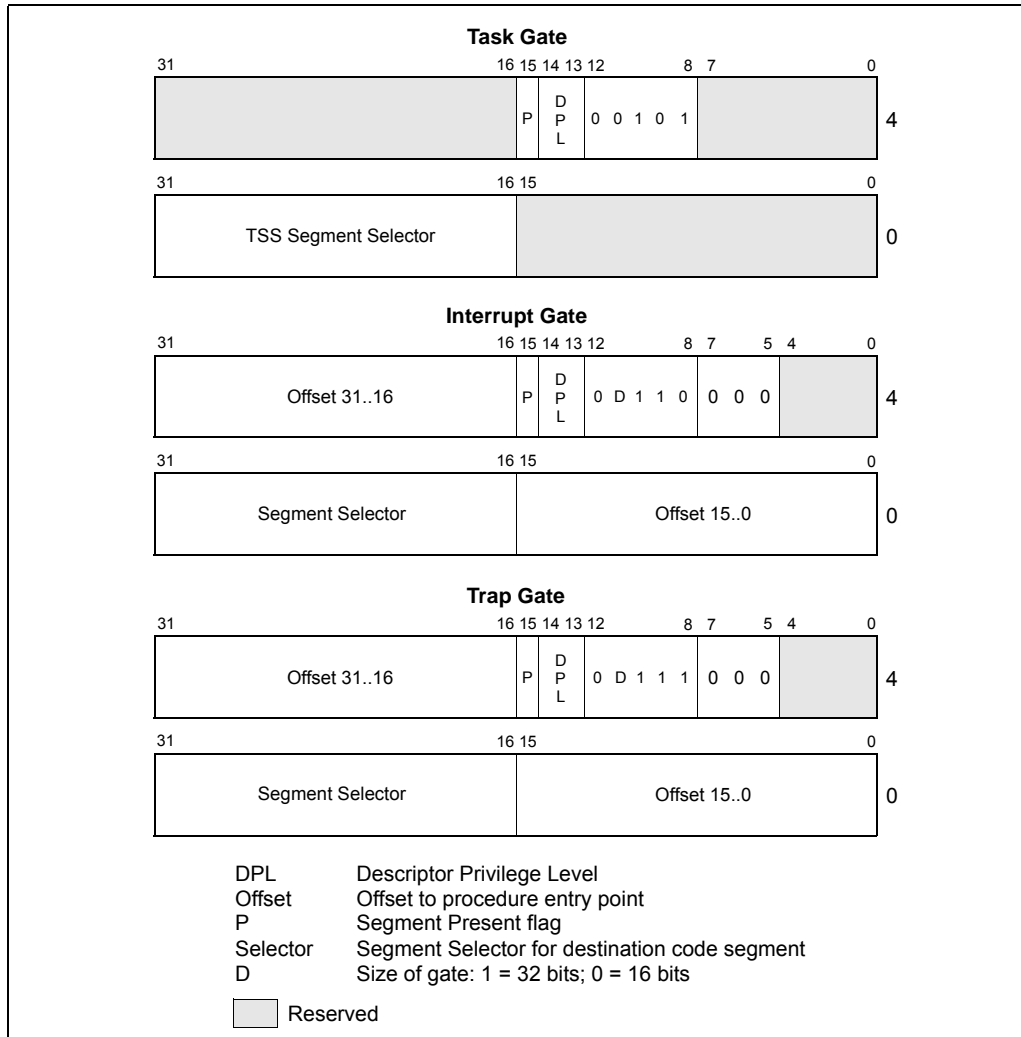 Task Gate
31 16 15 14 13 12 8 7 0
P D P L 0 0 1 0 1 4
31 16 15 0
TSS Segment Selector 0
Interrupt Gate
31 16 15 14 13 12 8 7 5 4 0
Offset 31..16 P D P L 0 D 1 1 0 0 0 0 4
31 16 15 0
Segment Selector Offset 15..0 0
Trap Gate
31 16 15 14 13 12 8 7 5 4 0
Offset 31..16 P D P L 0 D 1 1 1 0 0 0 4
31 16 15 0
Segment Selector Offset 15..0 0
DPL Descriptor Privilege Level
Offset Offset to procedure entry point
P Segment Present flag
Selector Segment Selector for destination code segment
D Size of gate: 1 = 32 bits; 0 = 16 bits
Reserved